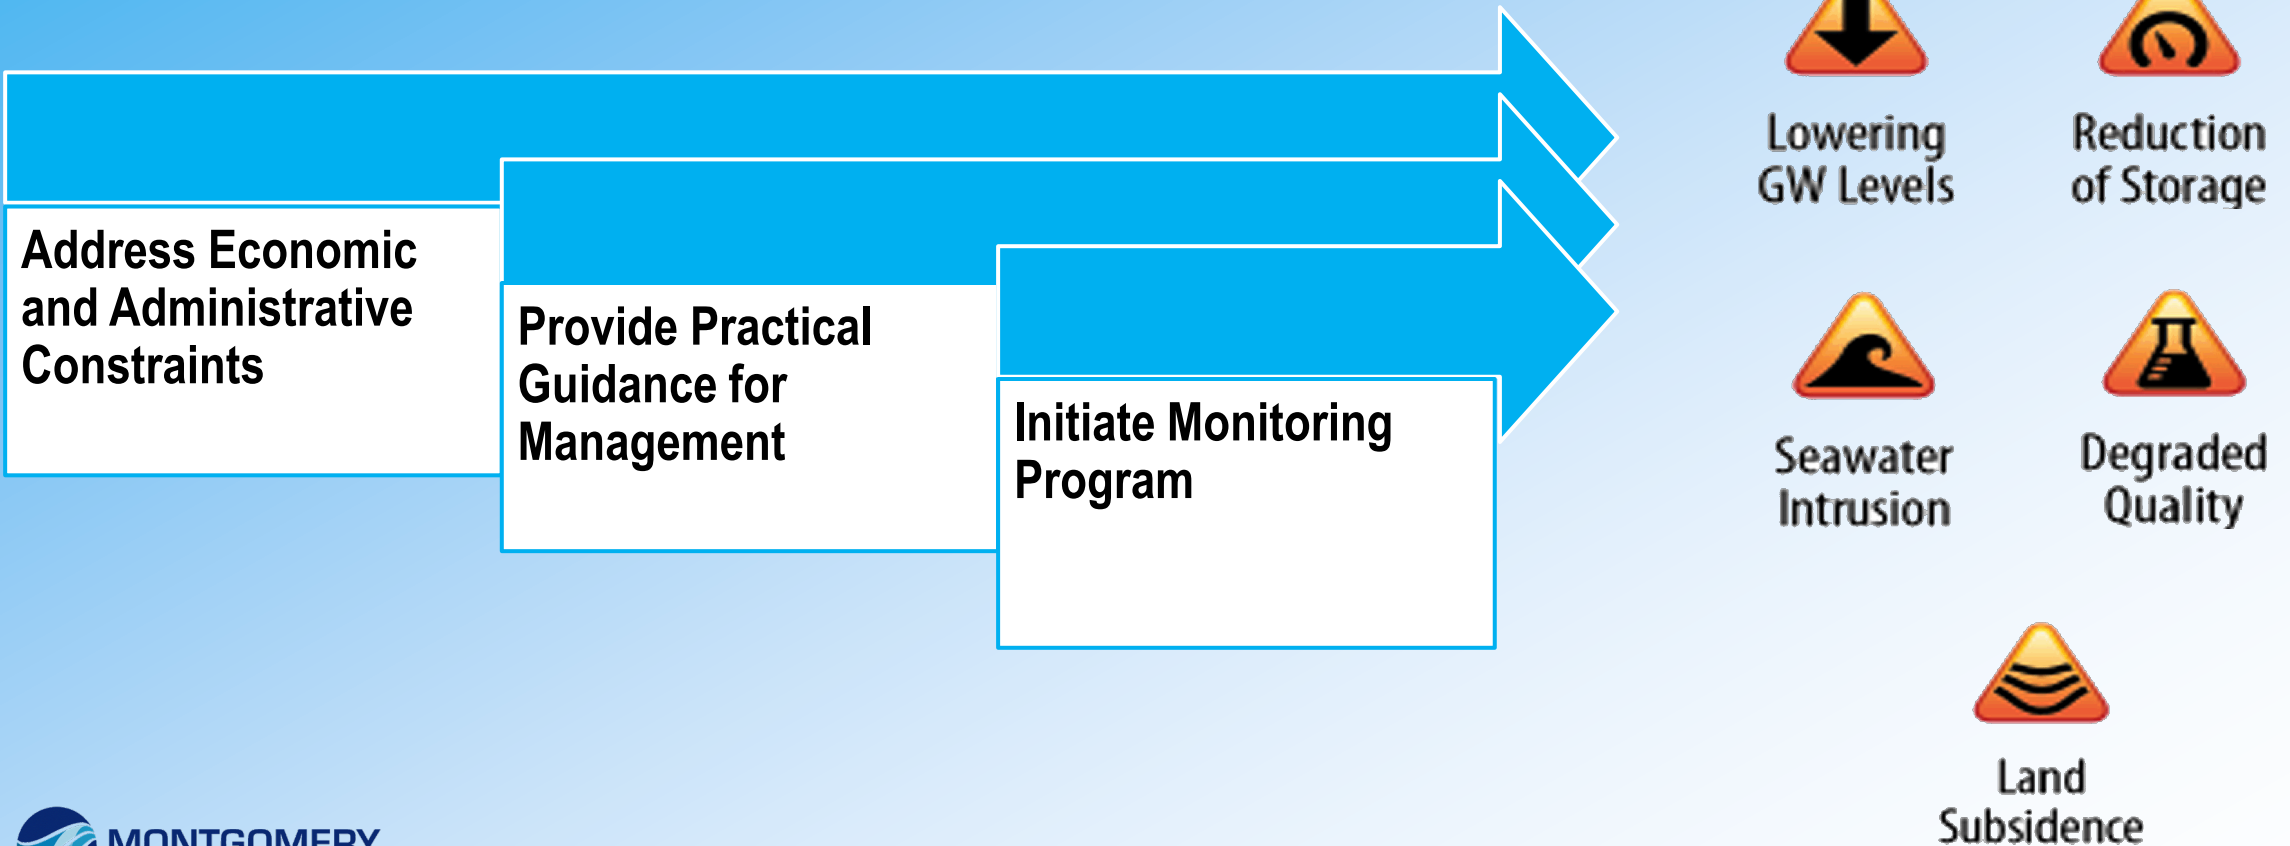 Address Economic
and Administrative
Constraints
Provide Practical
Guidance for
Management
Initiate Monitoring
Program
Lowering
GW Levels
Reduction
of Storage
Seawater
Intrusion
Degraded
Quality
Land
Subsidence
MONTGOMERY